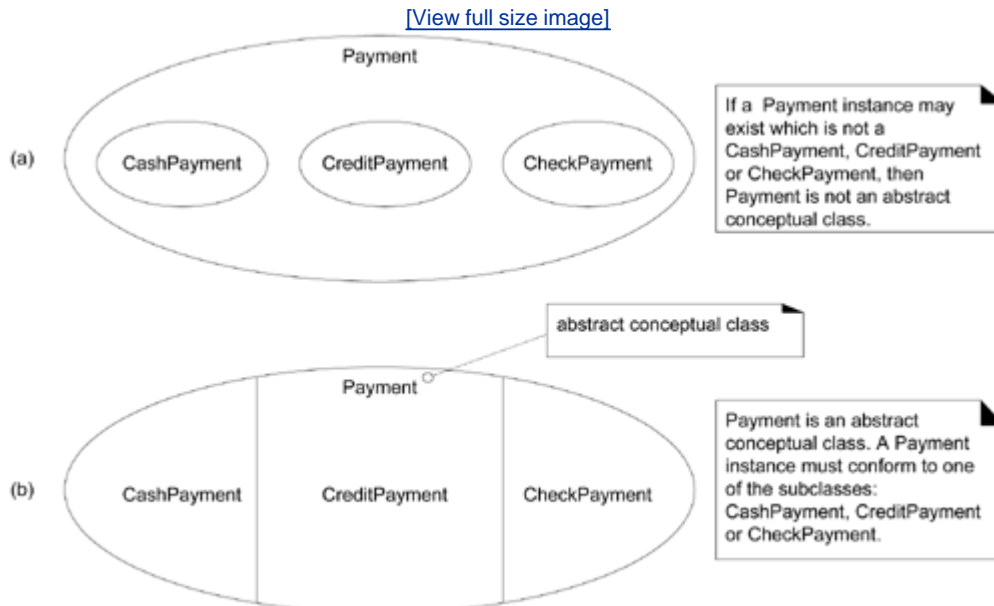 [View full size image]
Payment
(a)
CashPayment
CreditPayment
CheckPayment
If a Payment instance may
exist which is not a
CashPayment, CreditPayment
or CheckPayment, then
Payment is not an abstract
conceptual class.
abstract conceptual class
Payment
(b)
CashPayment
CreditPayment
CheckPayment
Payment is an abstract
conceptual class. A Payment
instance must conform to one
of the subclasses:
CashPayment, CreditPayment
or CheckPayment.